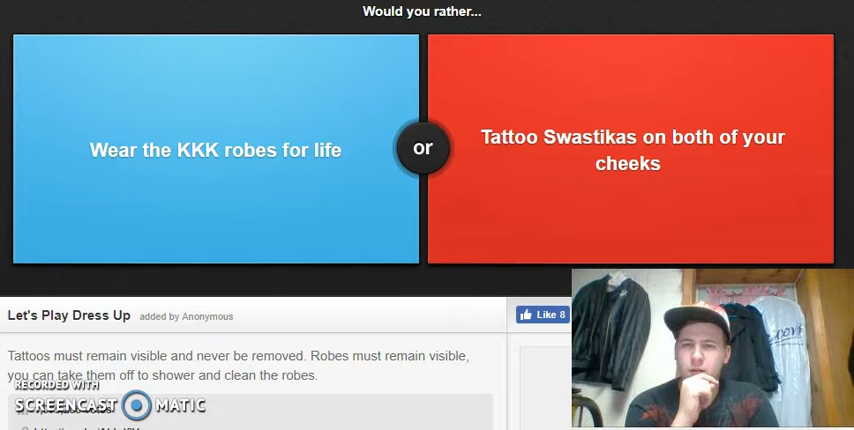 Would you rather...
Wear the KKK robes for life
or
Tattoo Swastikas on both of your
cheeks
Let's Play Dress Up added by Anonymous
Like 8
Tattoos must remain visible and never be removed. Robes must remain visible,
you can take them off to shower and clean the robes.
RECORDED WITH
SCREENCAST MATIC